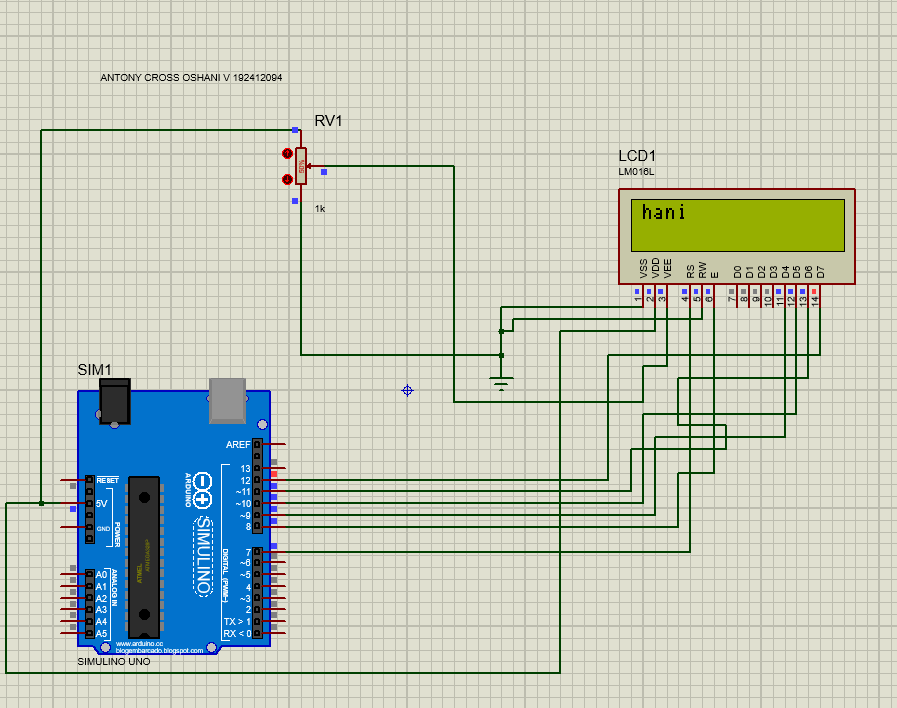 ANTONY CROSS OSHANI V 192412094
RV1
50%
1k
LCD1
LM016L
hani
VSS
VDD
VEE
RS
RW
E
D0
D1
D2
D3
D4
D5
D6
D7
1
2
3
4
5
6
7
8
9
10
11
12
13
14
SIM1
AREF
13
12
~11
~10
~9
8
7
~6
~5
4
~3
2
TX > 1
RX < 0
RESET
5V
GND
POWER
A0
A1
A2
A3
A4
A5
ANALOG IN
ARDUINO
SIMULINO
DIGITAL (PWM~)
ATMEL
www.arduino.cc
blogembarcado.blogspot.com
SIMULINO UNO